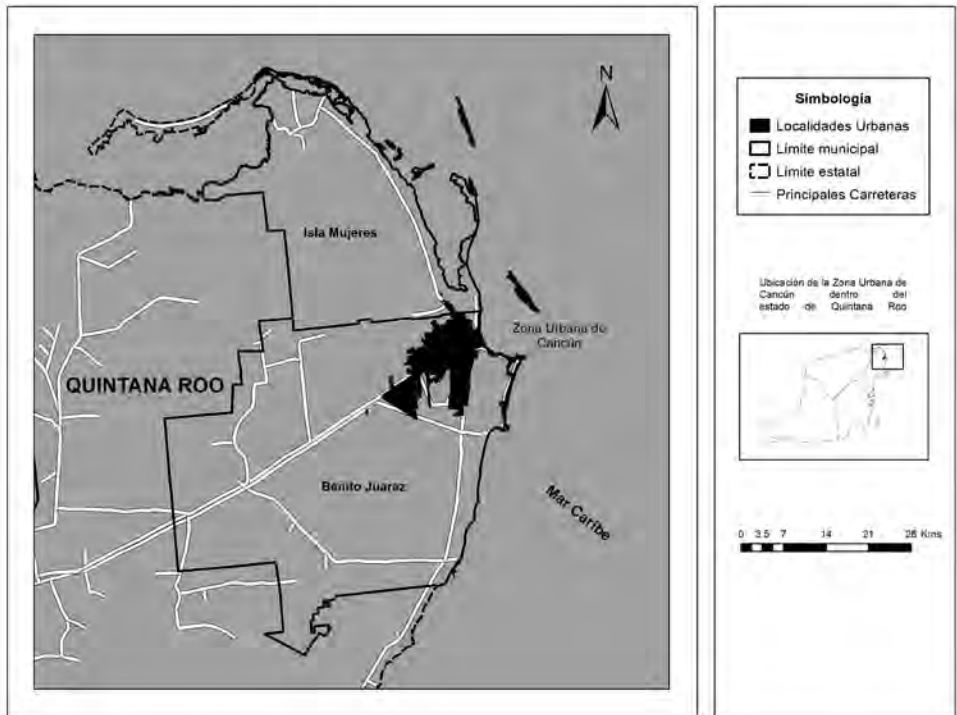 N
Isla Mujeres
Zona Urbana de
Cancún
QUINTANA ROO
Benito Juaraz
Mar Caribe
Simbología
Localidades Urbanas
Límite municipal
Límite estatal
Principales Carreteras
Ubicación de la Zona Urbana de
Cancún dentro del
estado de Quintana Roo
0 3.5 7 14 21 28 Kms